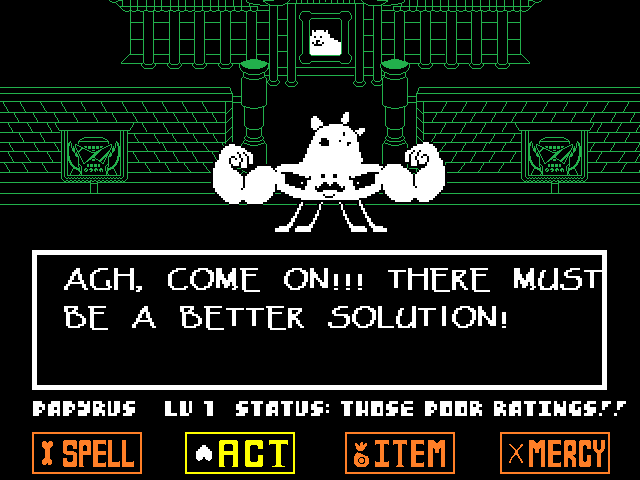 AGH, COME ON!!! THERE MUST
BE A BETTER SOLUTION!
PAPYRUS LV 1 STATUS: THOSE POOR RATINGS!!
SPELL ACT ITEM MERCY